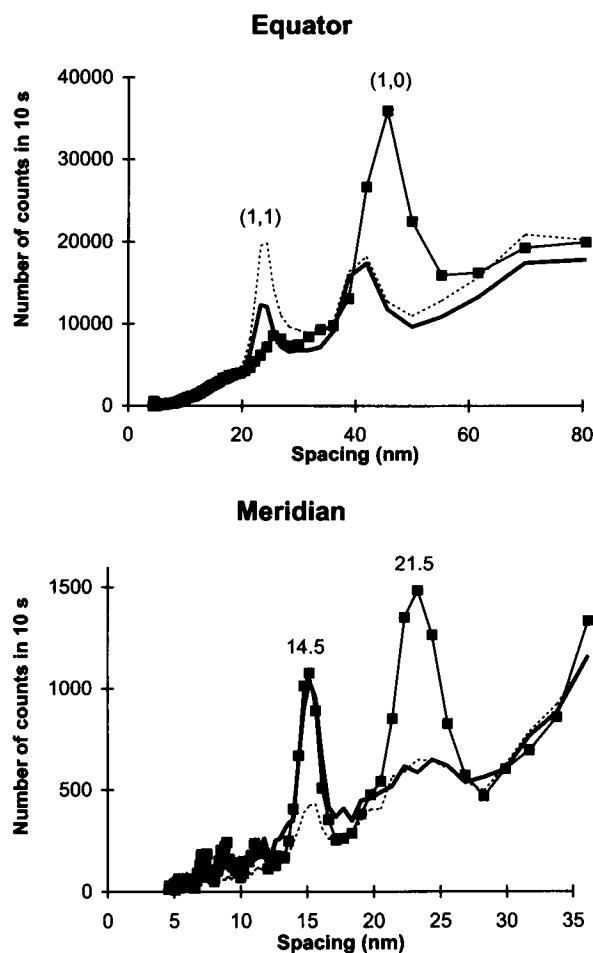 Equator
Number of counts in 10 s
40000
30000
20000
10000
0
(1,1)
(1,0)
0 20 40 60 80
Spacing (nm)
Meridian
Number of counts in 10 s
1500
1000
500
0
14.5
21.5
0 5 10 15 20 25 30 35
Spacing (nm)